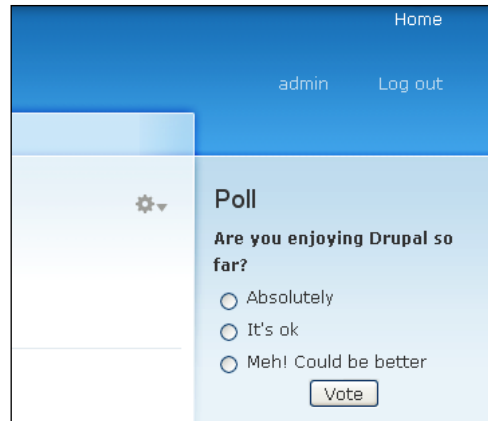 Home
admin Log out
Poll
Are you enjoying Drupal so
far?
Absolutely
It's ok
Meh! Could be better
Vote